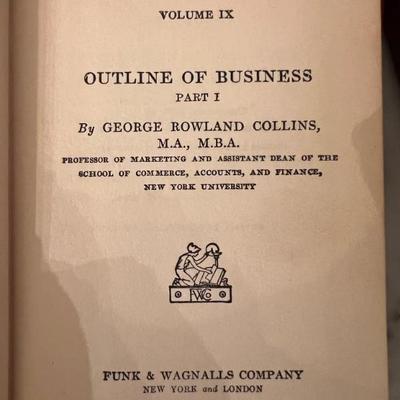 VOLUME IX
OUTLINE OF BUSINESS
PART I
By GEORGE ROWLAND COLLINS,
M.A., M.B.A.
PROFESSOR OF MARKETING AND ASSISTANT DEAN OF THE
SCHOOL OF COMMERCE, ACCOUNTS, AND FINANCE,
NEW YORK UNIVERSITY
F WCo
FUNK & WAGNALLS COMPANY
NEW YORK and LONDON